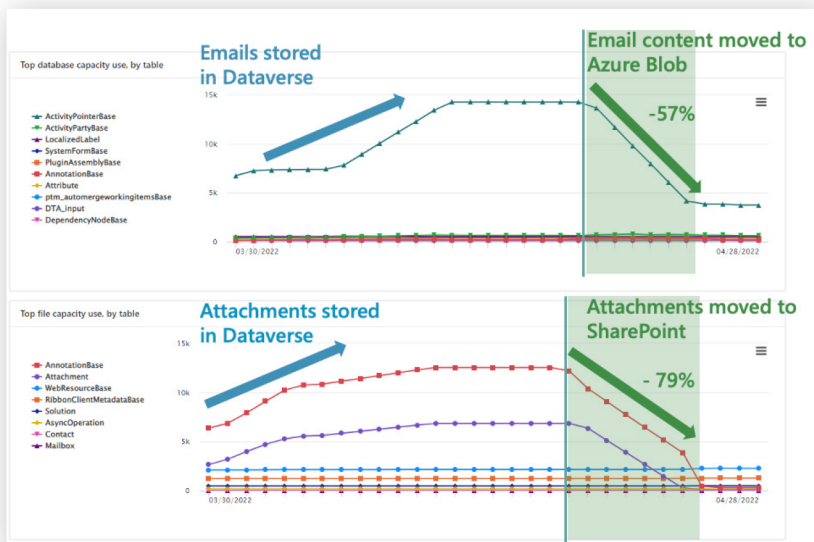 Emails stored
in Dataverse
Email content moved to
Azure Blob
Top database capacity use, by table
-57%
ActivityPointerBase
ActivityPartyBase
LocalizedLabel
SystemFormBase
PluginAssemblyBase
AnnotationBase
Attribute
ptm_automergeworkingitemsBase
DTA_input
DependencyNodeBase
15k
10k
5k
0
03/30/2022
04/28/2022
Attachments stored
in Dataverse
Attachments moved to
SharePoint
Top file capacity use, by table
- 79%
AnnotationBase
Attachment
WebResourceBase
RibbonClientMetadataBase
Solution
AsyncOperation
Contact
Mailbox
15k
10k
5k
0
03/30/2022
04/28/2022